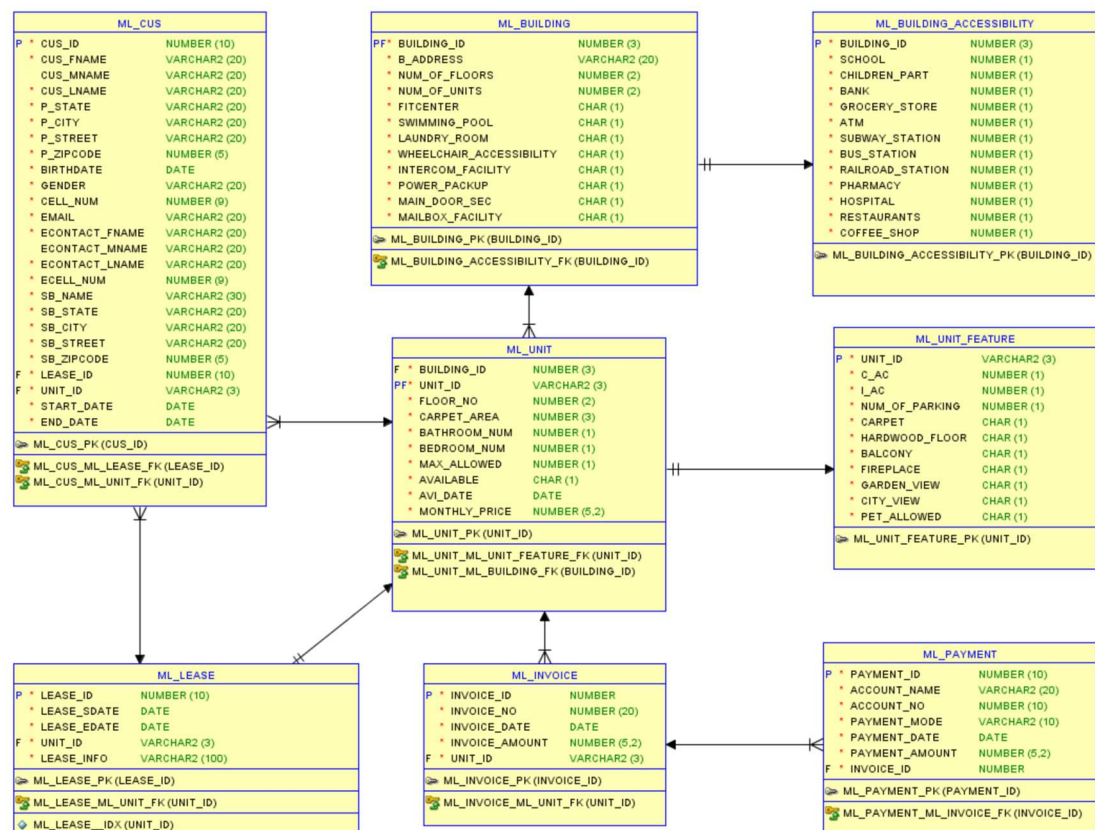 ML_CUS
P * CUS_ID NUMBER (10)
* CUS_FNAME VARCHAR2 (20)
CUS_MNAME VARCHAR2 (20)
* CUS_LNAME VARCHAR2 (20)
* P_STATE VARCHAR2 (20)
* P_CITY VARCHAR2 (20)
* P_STREET VARCHAR2 (20)
* P_ZIPCODE NUMBER (5)
* BIRTHDATE DATE
* GENDER VARCHAR2 (20)
* CELL_NUM NUMBER (9)
* EMAIL VARCHAR2 (20)
* ECONTACT_FNAME VARCHAR2 (20)
ECONTACT_MNAME VARCHAR2 (20)
* ECONTACT_LNAME VARCHAR2 (20)
* ECELL_NUM NUMBER (9)
* SB_NAME VARCHAR2 (30)
* SB_STATE VARCHAR2 (20)
* SB_CITY VARCHAR2 (20)
* SB_STREET VARCHAR2 (20)
* SB_ZIPCODE NUMBER (5)
F * LEASE_ID NUMBER (10)
F * UNIT_ID VARCHAR2 (3)
* START_DATE DATE
* END_DATE DATE
ML_CUS_PK (CUS_ID)
ML_CUS_ML_LEASE_FK (LEASE_ID)
ML_CUS_ML_UNIT_FK (UNIT_ID)
ML_BUILDING
PF* BUILDING_ID NUMBER (3)
* B_ADDRESS VARCHAR2 (20)
* NUM_OF_FLOORS NUMBER (2)
* NUM_OF_UNITS NUMBER (2)
* FITCENTER CHAR (1)
* SWIMMING_POOL CHAR (1)
* LAUNDRY_ROOM CHAR (1)
* WHEELCHAIR_ACCESSIBILITY CHAR (1)
* INTERCOM_FACILITY CHAR (1)
* POWER_PACKUP CHAR (1)
* MAIN_DOOR_SEC CHAR (1)
* MAILBOX_FACILITY CHAR (1)
ML_BUILDING_PK (BUILDING_ID)
ML_BUILDING_ACCESSIBILITY_FK (BUILDING_ID)
ML_BUILDING_ACCESSIBILITY
P * BUILDING_ID NUMBER (3)
* SCHOOL NUMBER (1)
* CHILDREN_PART NUMBER (1)
* BANK NUMBER (1)
* GROCERY_STORE NUMBER (1)
* ATM NUMBER (1)
* SUBWAY_STATION NUMBER (1)
* BUS_STATION NUMBER (1)
* RAILROAD_STATION NUMBER (1)
* PHARMACY NUMBER (1)
* HOSPITAL NUMBER (1)
* RESTAURANTS NUMBER (1)
* COFFEE_SHOP NUMBER (1)
ML_BUILDING_ACCESSIBILITY_PK (BUILDING_ID)
ML_UNIT
F * BUILDING_ID NUMBER (3)
PF* UNIT_ID VARCHAR2 (3)
* FLOOR_NO NUMBER (2)
* CARPET_AREA NUMBER (3)
* BATHROOM_NUM NUMBER (1)
* BEDROOM_NUM NUMBER (1)
* MAX_ALLOWED NUMBER (1)
* AVAILABLE CHAR (1)
* AVI_DATE DATE
* MONTHLY_PRICE NUMBER (5,2)
ML_UNIT_PK (UNIT_ID)
ML_UNIT_ML_UNIT_FEATURE_FK (UNIT_ID)
ML_UNIT_ML_BUILDING_FK (BUILDING_ID)
ML_UNIT_FEATURE
P * UNIT_ID VARCHAR2 (3)
* C_AC NUMBER (1)
* I_AC NUMBER (1)
* NUM_OF_PARKING NUMBER (1)
* CARPET CHAR (1)
* HARDWOOD_FLOOR CHAR (1)
* BALCONY CHAR (1)
* FIREPLACE CHAR (1)
* GARDEN_VIEW CHAR (1)
* CITY_VIEW CHAR (1)
* PET_ALLOWED CHAR (1)
ML_UNIT_FEATURE_PK (UNIT_ID)
ML_LEASE
P * LEASE_ID NUMBER (10)
* LEASE_SDATE DATE
* LEASE_EDATE DATE
F * UNIT_ID VARCHAR2 (3)
* LEASE_INFO VARCHAR2 (100)
ML_LEASE_PK (LEASE_ID)
ML_LEASE_ML_UNIT_FK (UNIT_ID)
ML_LEASE__IDX (UNIT_ID)
ML_INVOICE
P * INVOICE_ID NUMBER
* INVOICE_NO NUMBER (20)
* INVOICE_DATE DATE
* INVOICE_AMOUNT NUMBER (5,2)
F * UNIT_ID VARCHAR2 (3)
ML_INVOICE_PK (INVOICE_ID)
ML_INVOICE_ML_UNIT_FK (UNIT_ID)
ML_PAYMENT
P * PAYMENT_ID NUMBER (10)
* ACCOUNT_NAME VARCHAR2 (20)
* ACCOUNT_NO NUMBER (10)
* PAYMENT_MODE VARCHAR2 (10)
* PAYMENT_DATE DATE
* PAYMENT_AMOUNT NUMBER (5,2)
F * INVOICE_ID NUMBER
ML_PAYMENT_PK (PAYMENT_ID)
ML_PAYMENT_ML_INVOICE_FK (INVOICE_ID)